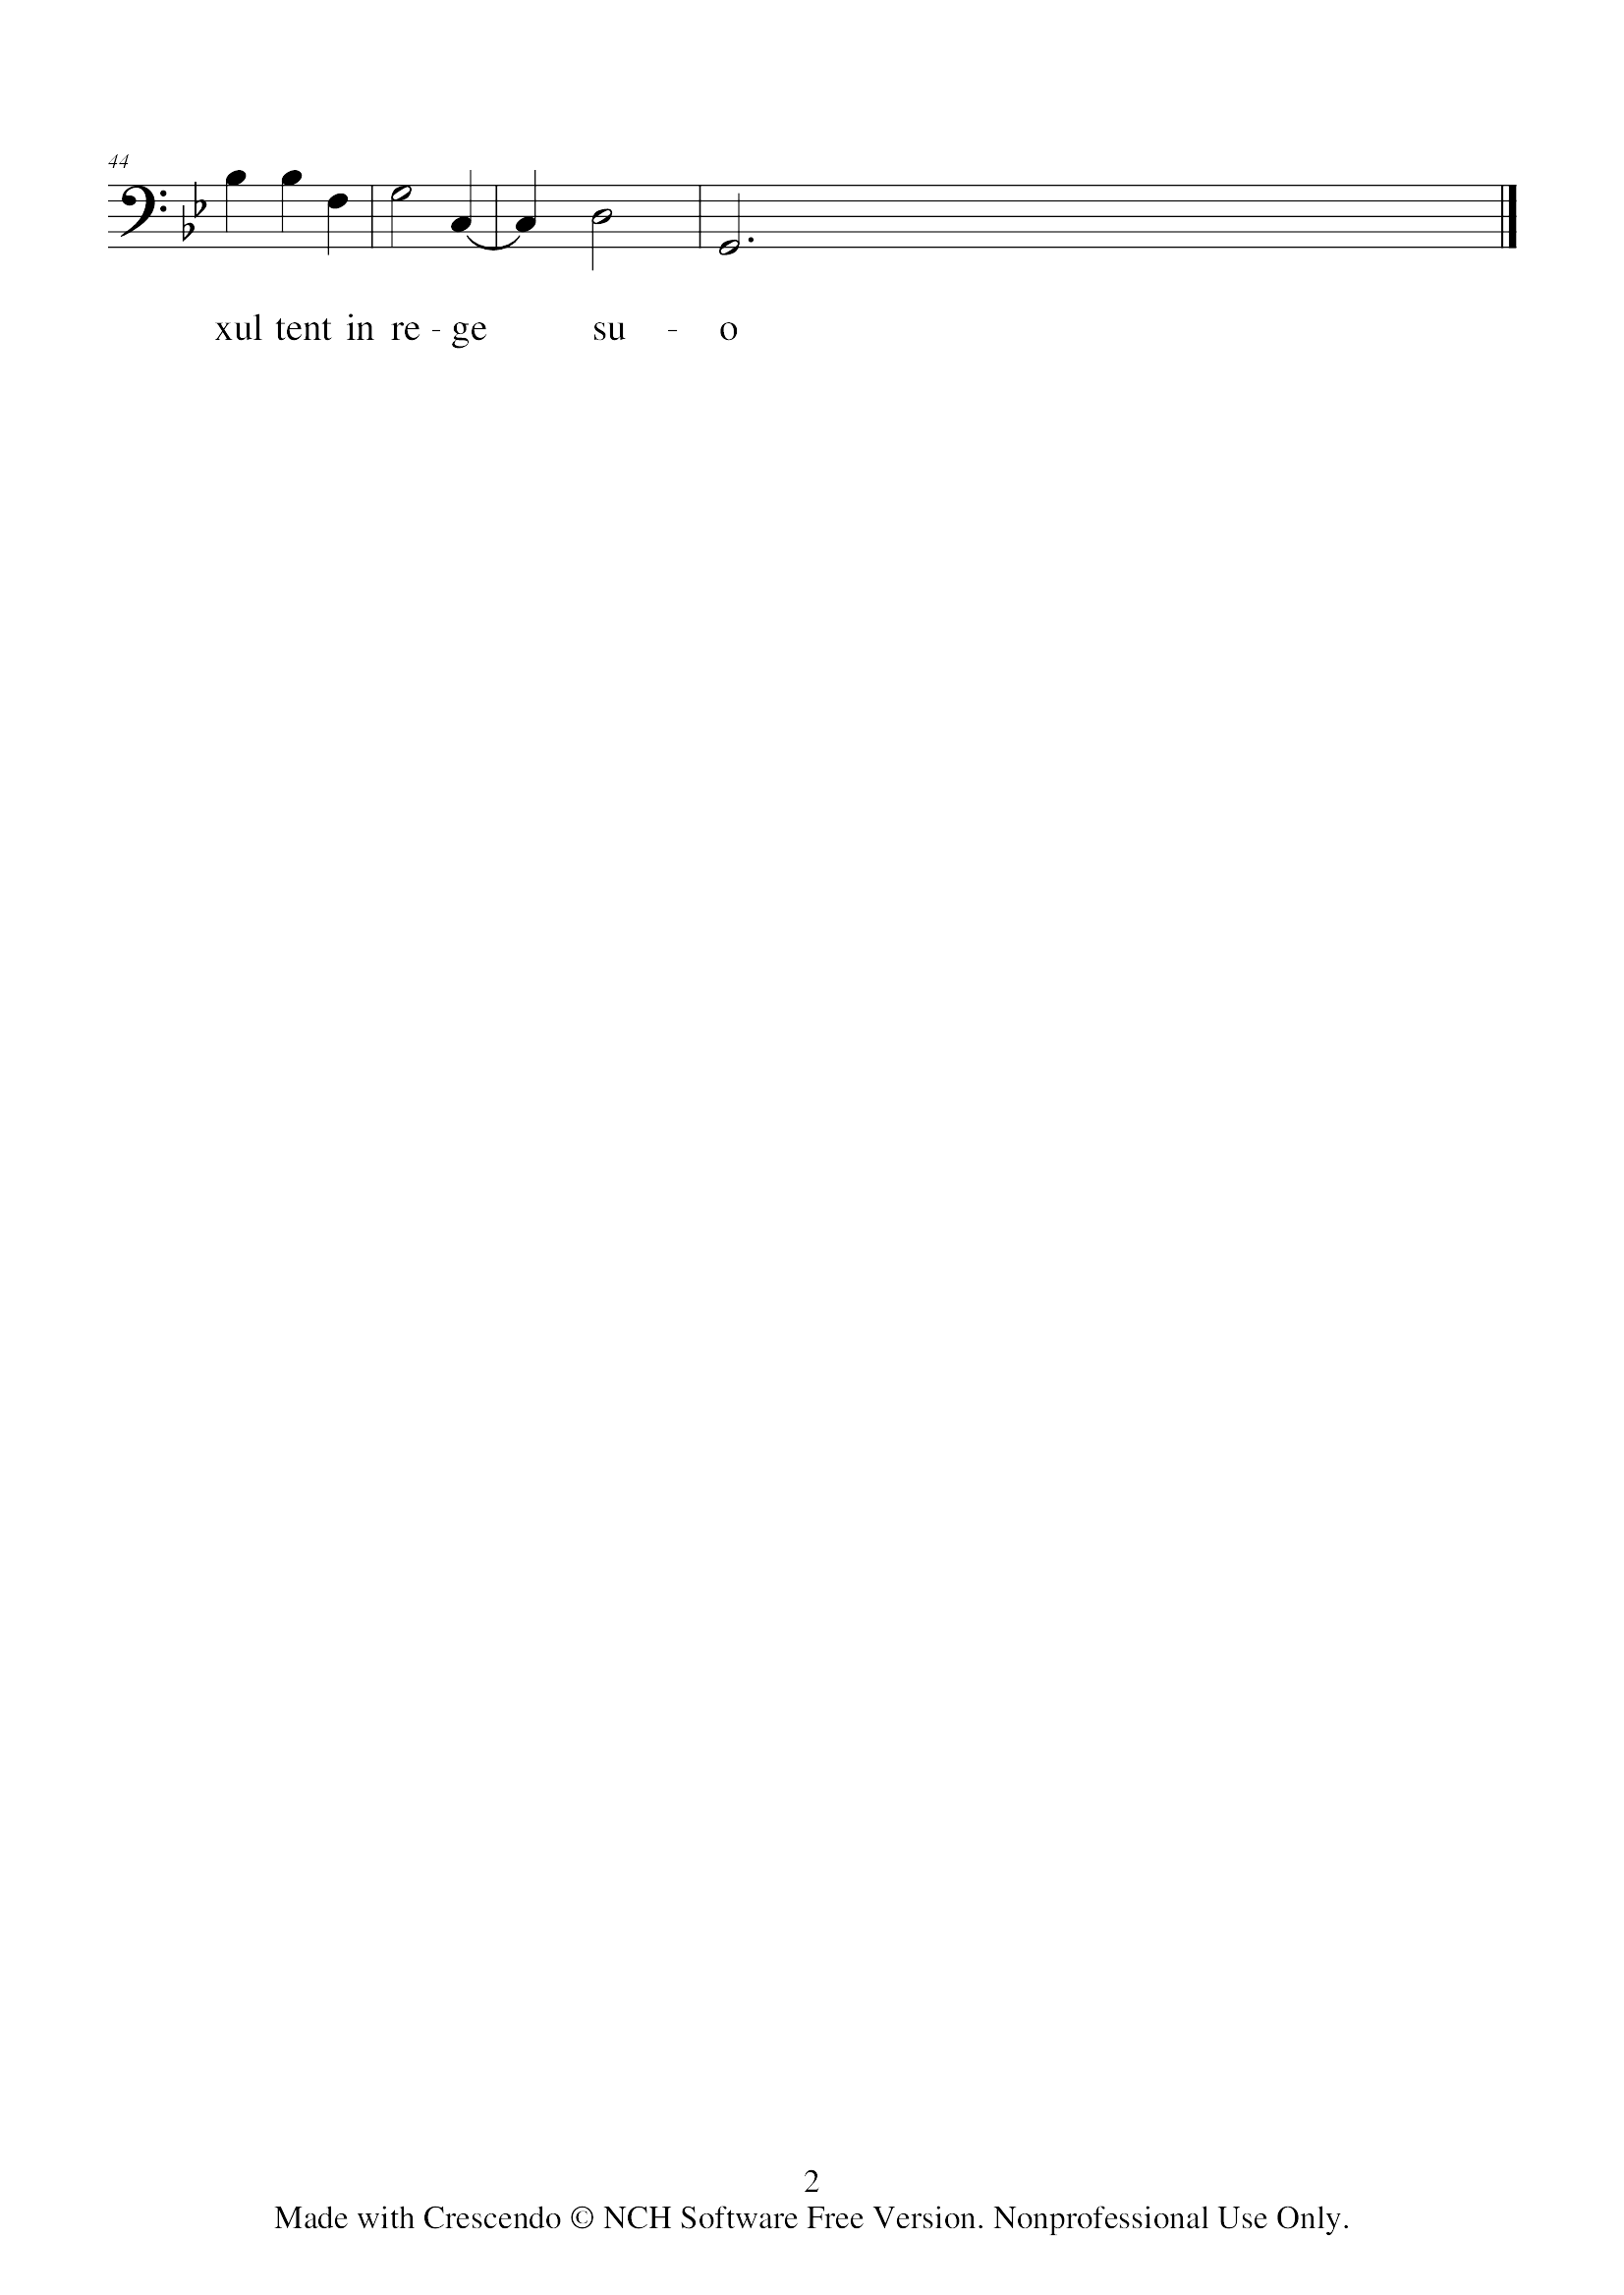 44
xul tent in re - ge su - o
2
Made with Crescendo © NCH Software Free Version. Nonprofessional Use Only.